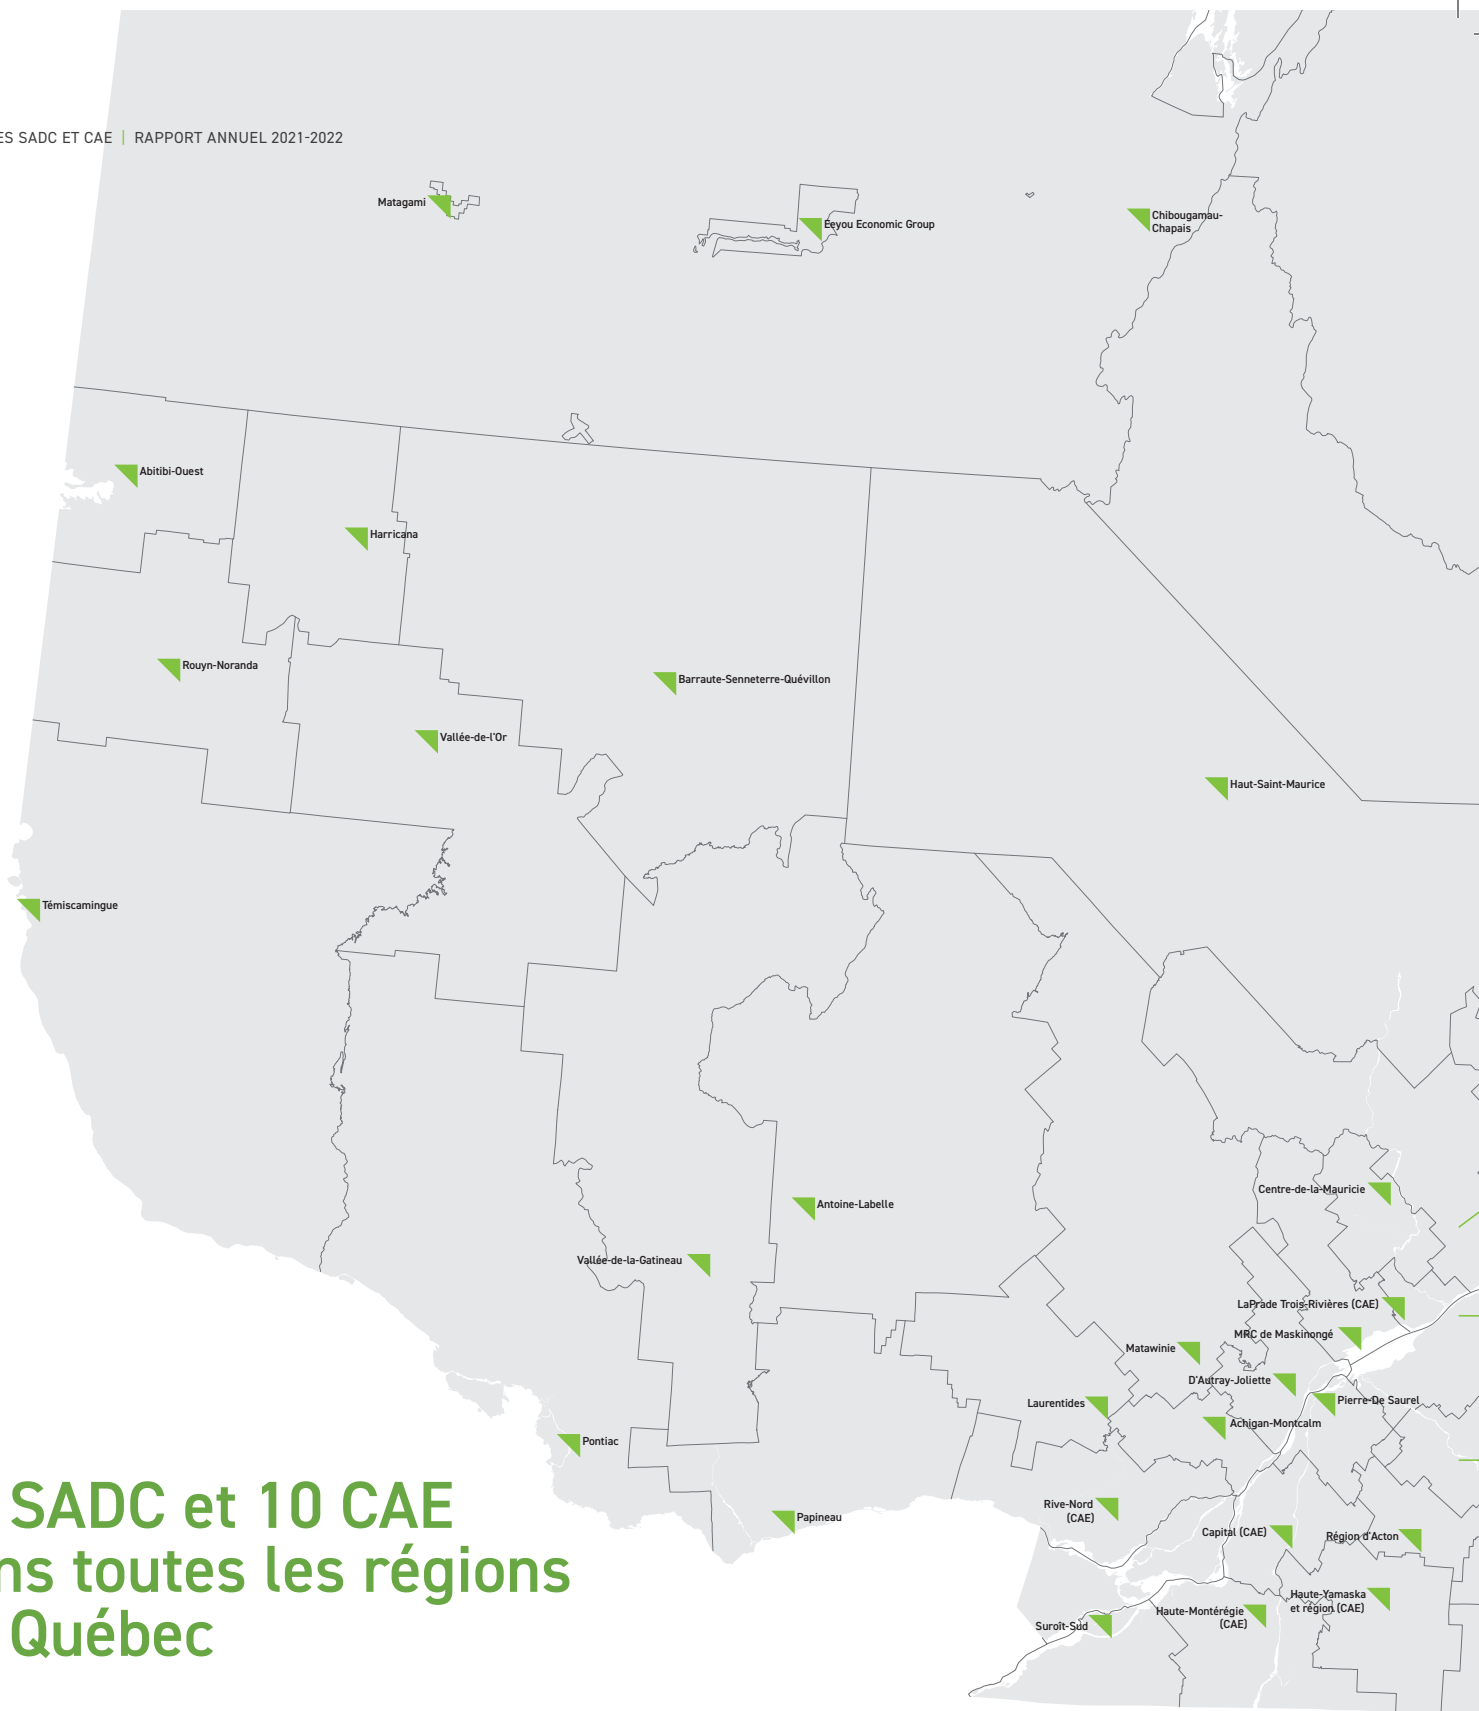 ES SADC ET CAE | RAPPORT ANNUEL 2021-2022
Matagami
Eeyou Economic Group
Chibougamau-
Chapais
Abitibi-Ouest
Harricana
Rouyn-Noranda
Barraute-Senneterre-Quévillon
Vallée-de-l'Or
Haut-Saint-Maurice
Témiscamingue
Centre-de-la-Mauricie
Antoine-Labelle
Vallée-de-la-Gatineau
LaPrade Trois-Rivières (CAE)
MRC de Maskinongé
Matawinie
D'Autray-Joliette
Laurentides
Pierre-De Saurel
Achigan-Montcalm
Pontiac
Rive-Nord
(CAE)
Papineau
Capital (CAE)
Région d'Acton
Haute-Yamaska
et région (CAE)
Haute-Montérégie
(CAE)
Suroît-Sud
SADC et 10 CAE
ns toutes les régions
Québec